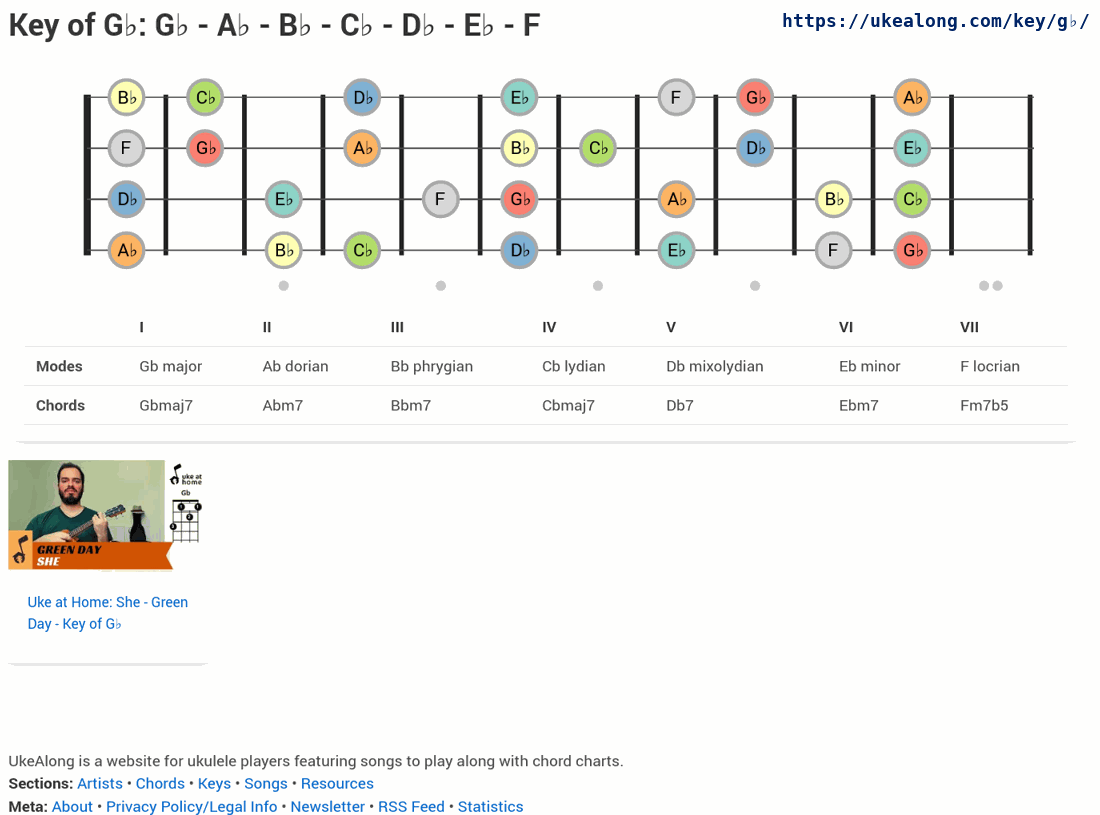 Key of G♭: G♭ - A♭ - B♭ - C♭ - D♭ - E♭ - F
https://ukealong.com/key/g♭/
B♭ C♭ D♭ E♭ F G♭ A♭
F G♭ A♭ B♭ C♭ D♭ E♭
D♭ E♭ F G♭ A♭ B♭ C♭
A♭ B♭ C♭ D♭ E♭ F G♭
I II III IV V VI VII
Modes Gb major Ab dorian Bb phrygian Cb lydian Db mixolydian Eb minor F locrian
Chords Gbmaj7 Abm7 Bbm7 Cbmaj7 Db7 Ebm7 Fm7b5
uke at
home
Gb
GREEN DAY
SHE
Uke at Home: She - Green
Day - Key of G♭
UkeAlong is a website for ukulele players featuring songs to play along with chord charts.
Sections: Artists • Chords • Keys • Songs • Resources
Meta: About • Privacy Policy/Legal Info • Newsletter • RSS Feed • Statistics